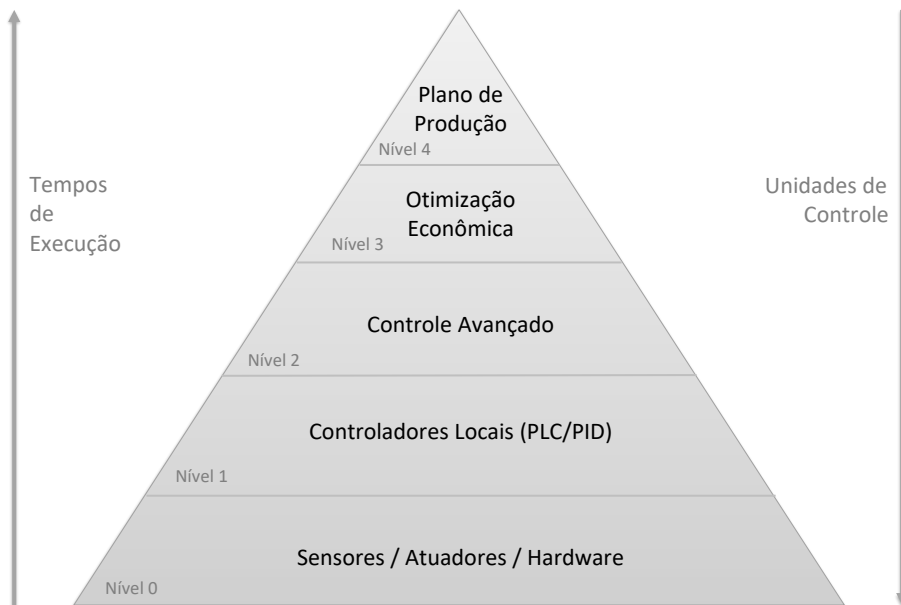 Plano de
Produção
Nível 4
Tempos
de
Execução
Unidades de
Controle
Otimização
Econômica
Nível 3
Controle Avançado
Nível 2
Controladores Locais (PLC/PID)
Nível 1
Sensores / Atuadores / Hardware
Nível 0